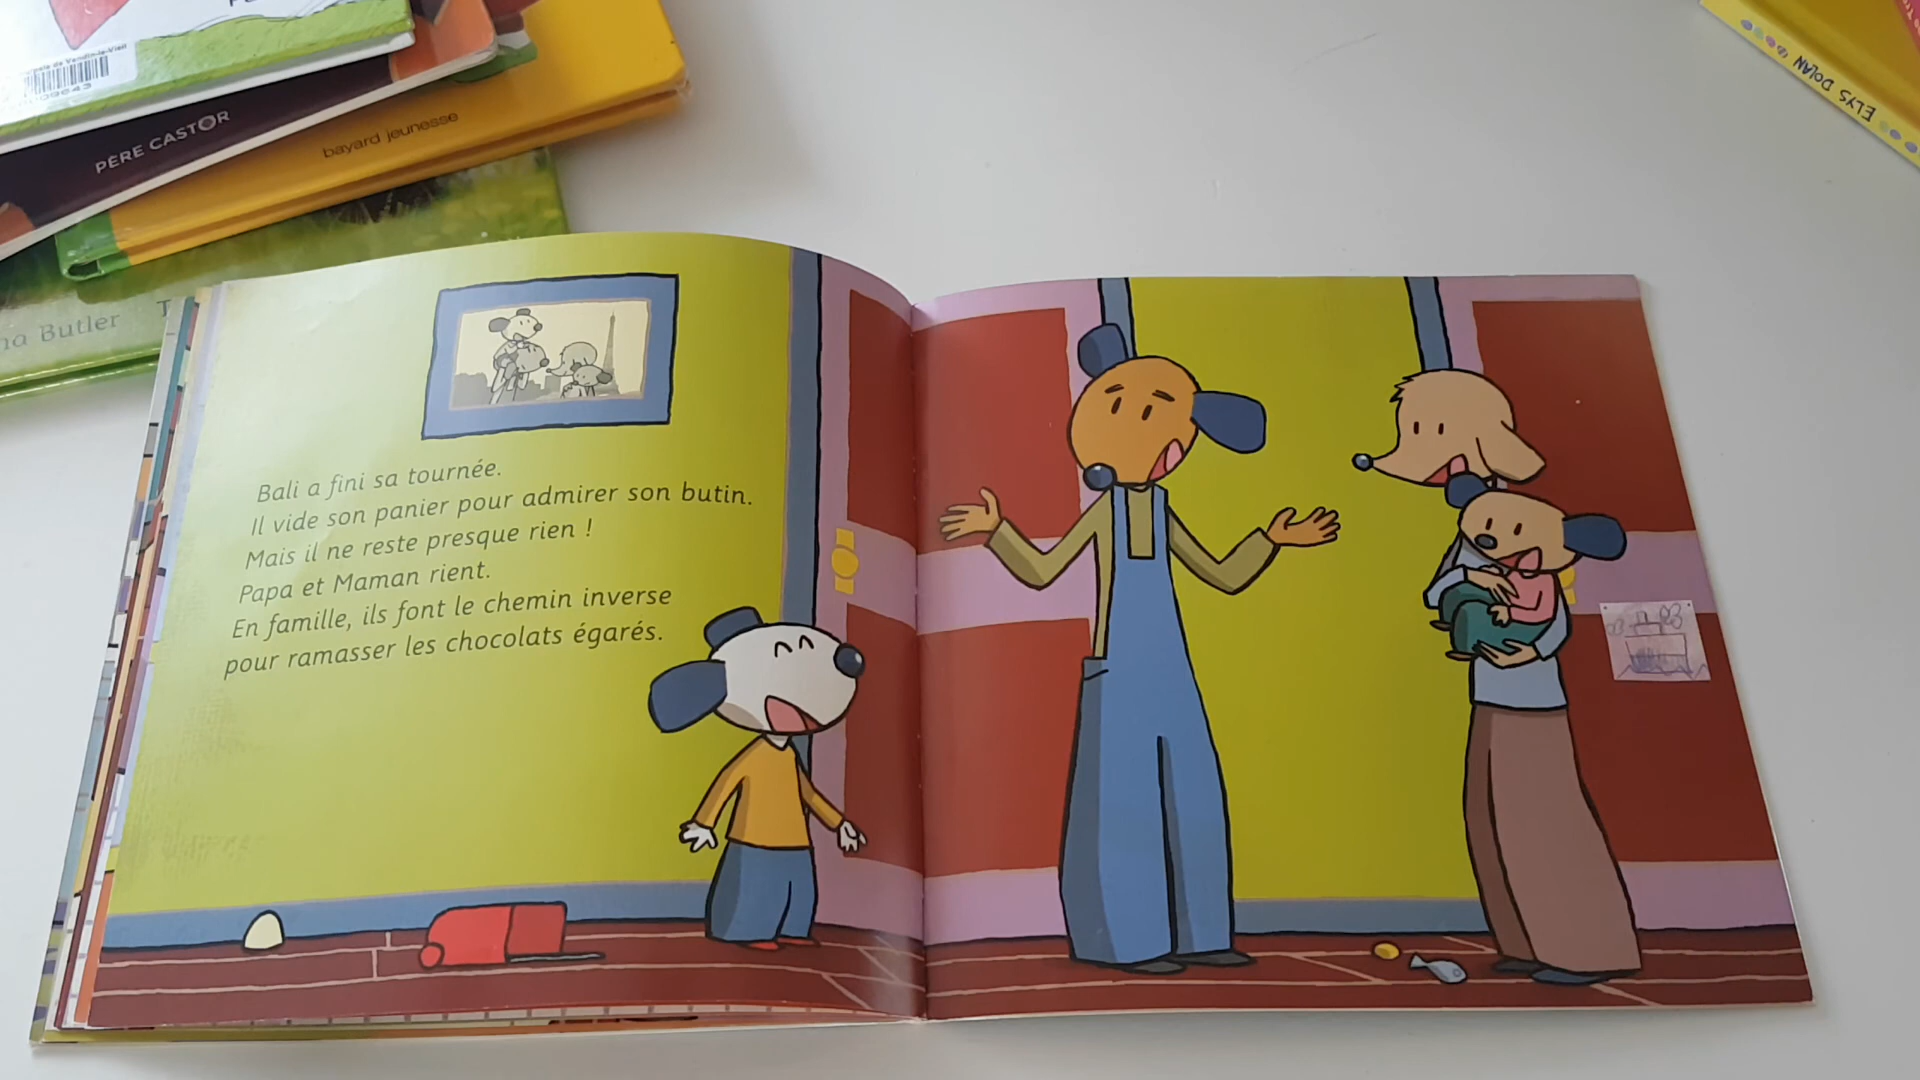 PÈRE CASTOR
bayard jeunesse
Butler
ELYS DOLAN
Bali a fini sa tournée.
Il vide son panier pour admirer son butin.
Mais il ne reste presque rien !
Papa et Maman rient.
En famille, ils font le chemin inverse
pour ramasser les chocolats égarés.